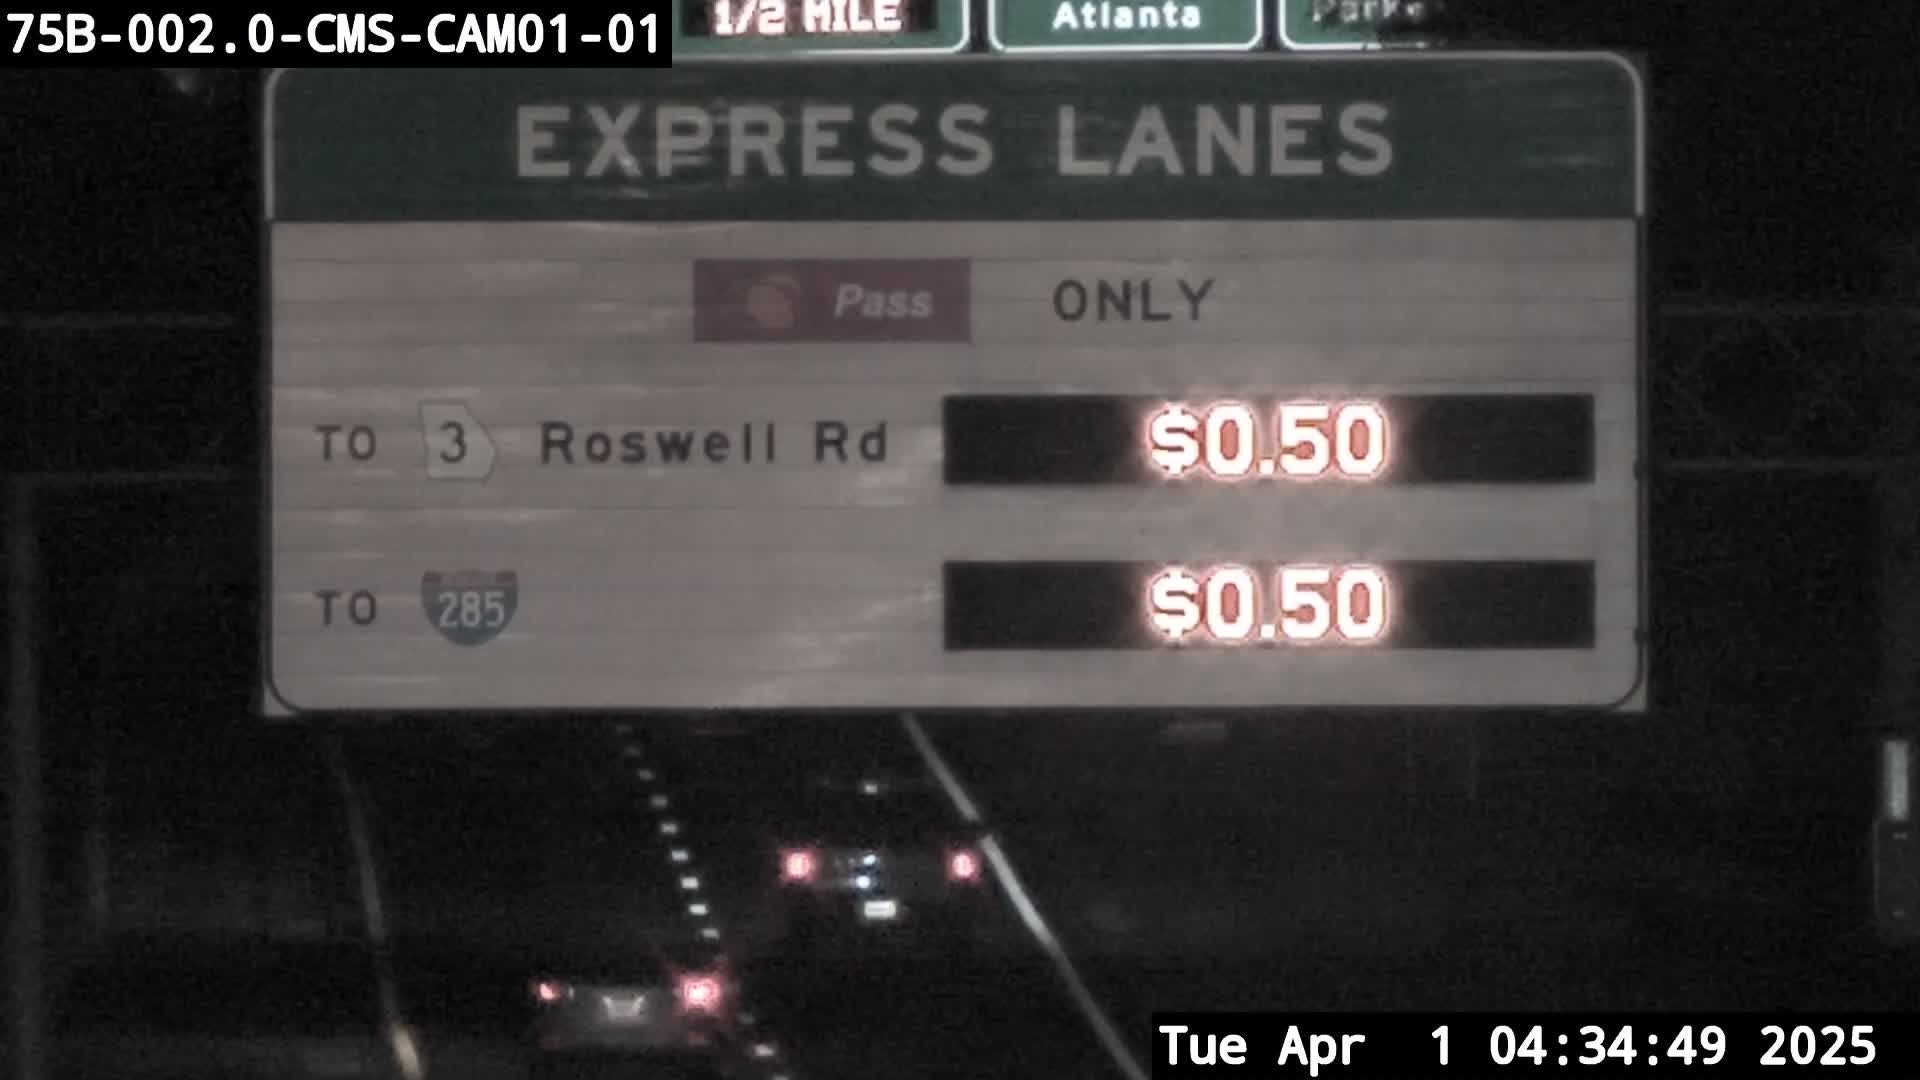 75B-002.0-CMS-CAM01-01
1/2 MILE
Atlanta
EXPRESS LANES
Pass ONLY
TO 3 Roswell Rd $0.50
TO 285 $0.50
Tue Apr 1 04:34:49 2025